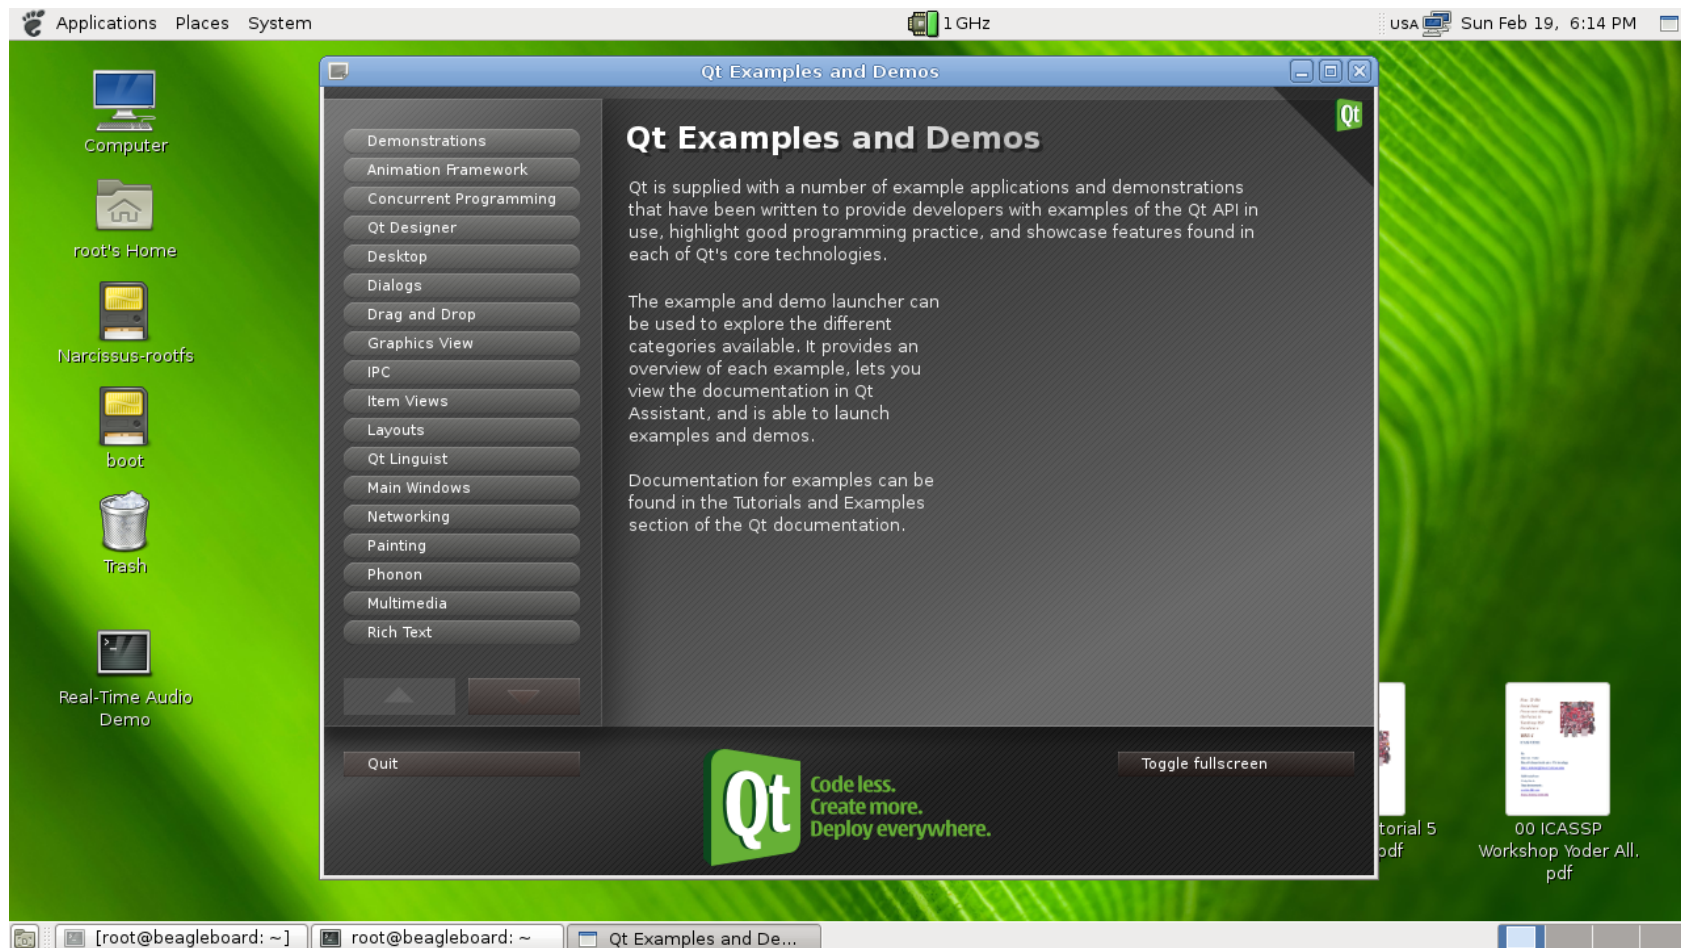 Applications Places System
1 GHz
USA
Sun Feb 19, 6:14 PM
Computer
root's Home
Narcissus-rootfs
boot
Trash
Real-Time Audio
Demo
Qt Examples and Demos
Qt
Demonstrations
Animation Framework
Concurrent Programming
Qt Designer
Desktop
Dialogs
Drag and Drop
Graphics View
IPC
Item Views
Layouts
Qt Linguist
Main Windows
Networking
Painting
Phonon
Multimedia
Rich Text
Qt Examples and Demos
Qt is supplied with a number of example applications and demonstrations
that have been written to provide developers with examples of the Qt API in
use, highlight good programming practice, and showcase features found in
each of Qt's core technologies.
The example and demo launcher can
be used to explore the different
categories available. It provides an
overview of each example, lets you
view the documentation in Qt
Assistant, and is able to launch
examples and demos.
Documentation for examples can be
found in the Tutorials and Examples
section of the Qt documentation.
Quit
Qt
Code less.
Create more.
Deploy everywhere.
Toggle fullscreen
torial 5
pdf
00 ICASSP
Workshop Yoder All.
pdf
[root@beagleboard: ~]
root@beagleboard: ~
Qt Examples and De...